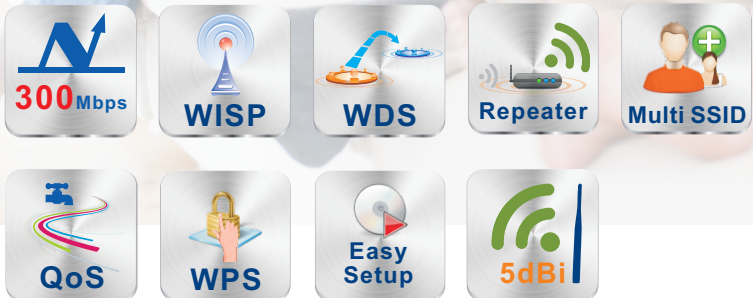 300Mbps
WISP
WDS
Repeater
Multi SSID
QoS
WPS
Easy
Setup
5dBi